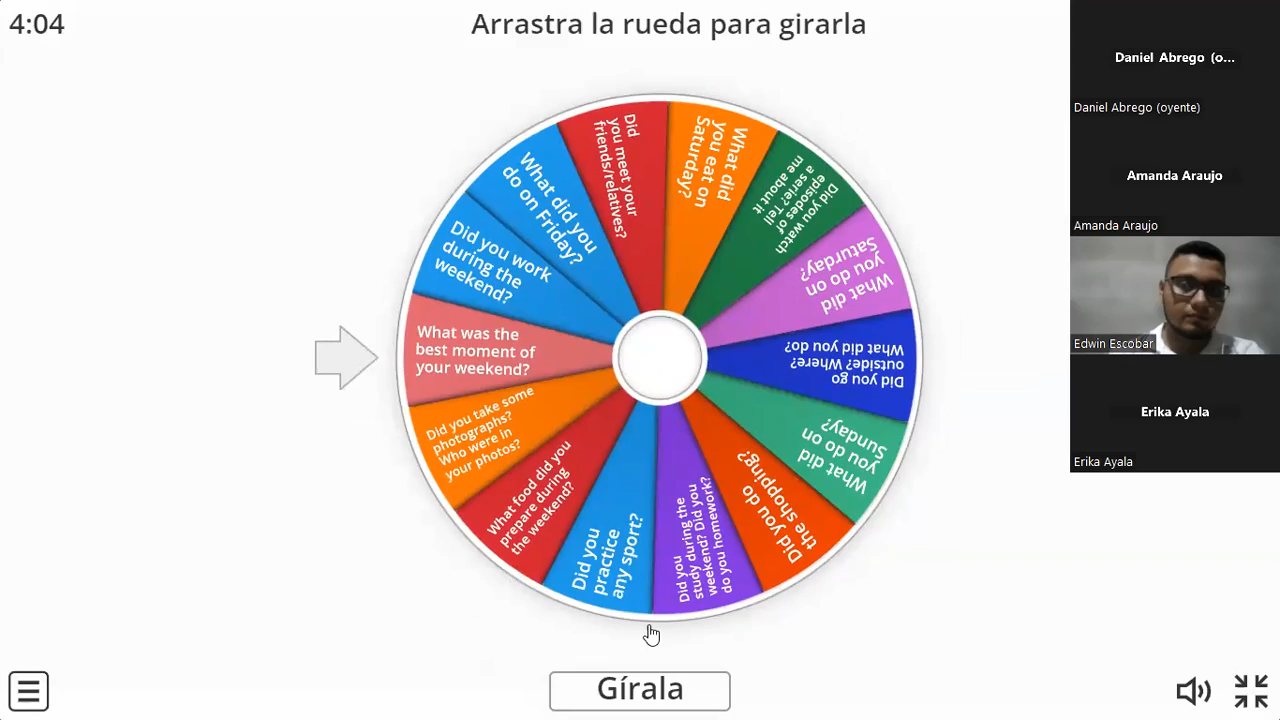 4:04
Arrastra la rueda para girarla
Did
you meet your
friends/relatives?
What did
you eat on
Saturday?
Did you watch
episodes of
a serie? Tell
me about it
What did
you do on
Saturday?
Did you go
outside? Where?
What did you do?
What did
you do on
Sunday?
Did you do
the shopping?
Did you
study during the
weekend? Did you
do you homework?
Did you
practice
any sport?
What food did you
prepare during
the weekend?
Did you take some
photographs?
Who were in
your photos?
What was the
best moment of
your weekend?
Did you work
during the
weekend?
What did you
do on Friday?
Gírala
Daniel Abrego (o...
Daniel Abrego (oyente)
Amanda Araujo
Amanda Araujo
Edwin Escobar
Erika Ayala
Erika Ayala